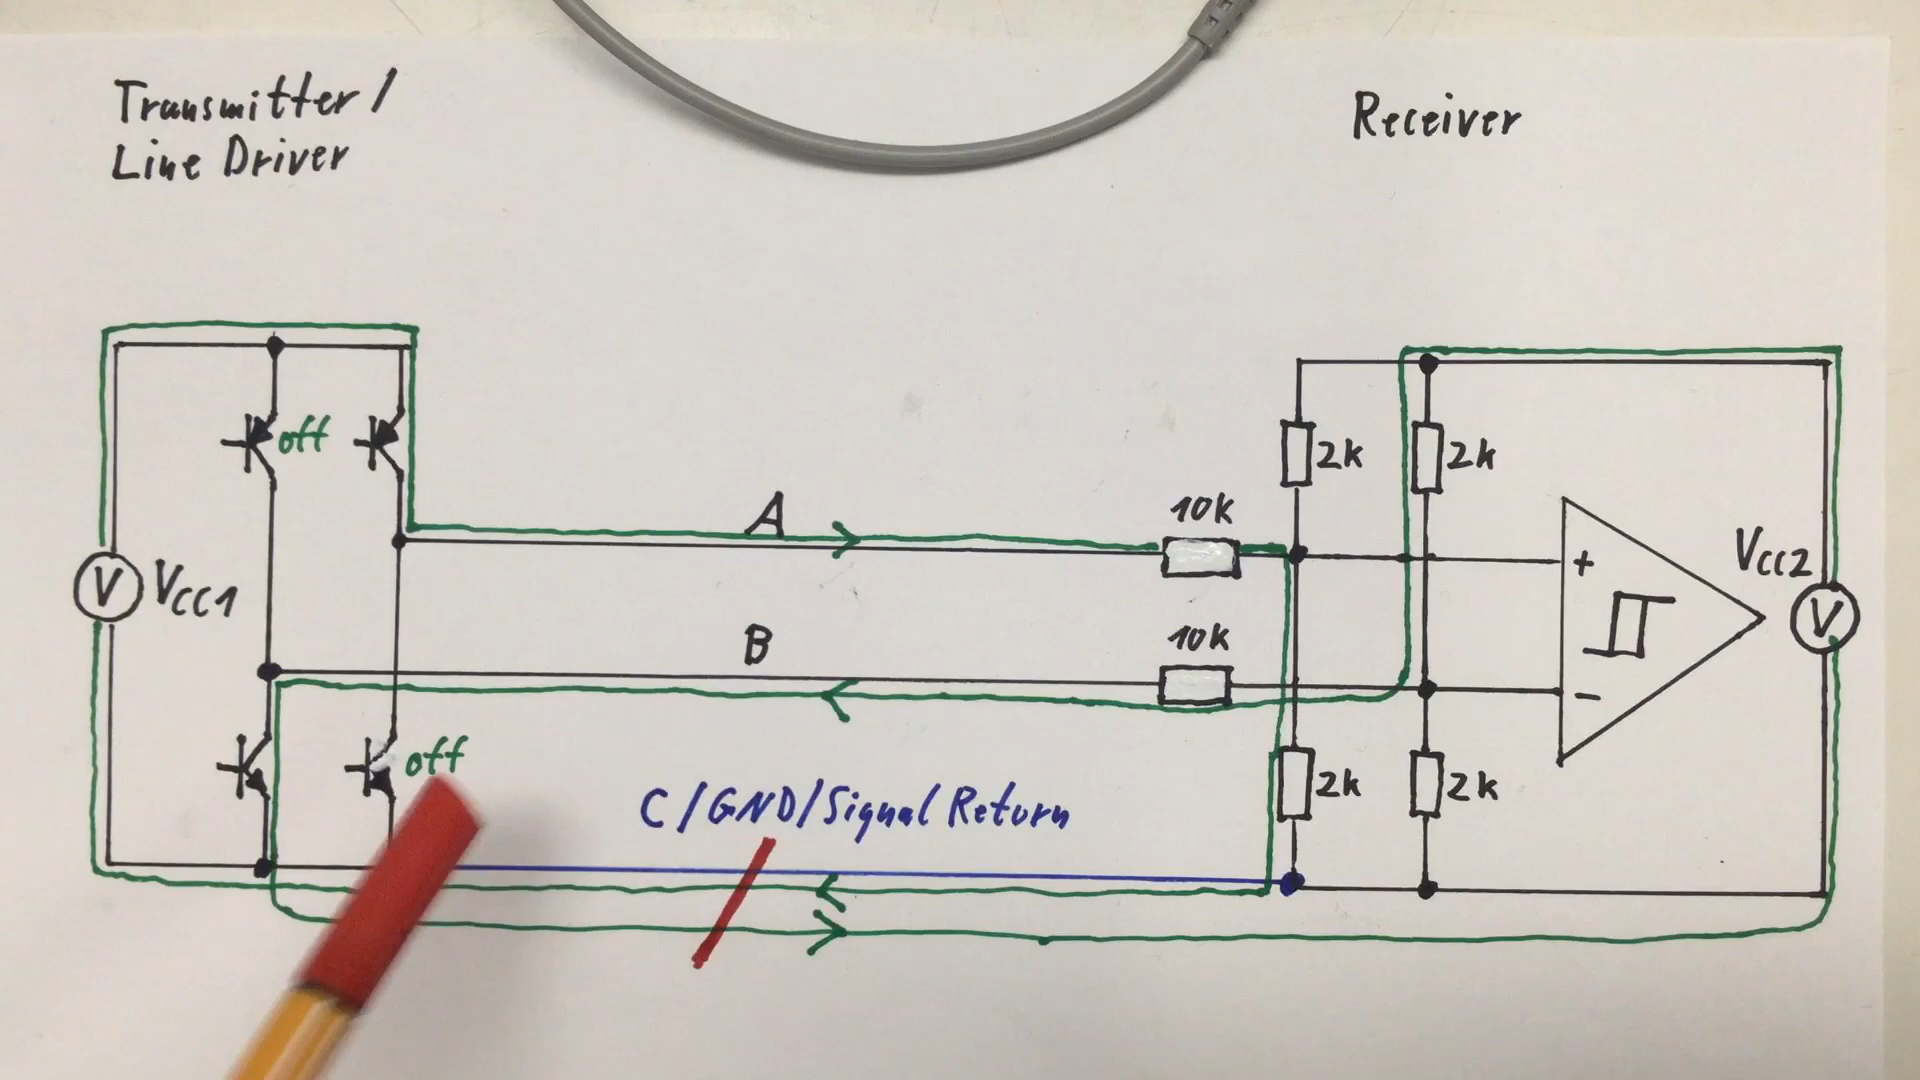 Transmitter /
Line Driver
Receiver
off
2k
2k
A
10k
Vcc1
+
Vcc2
V
V
B
10k
-
off
C/GND/Signal Return
2k
2k